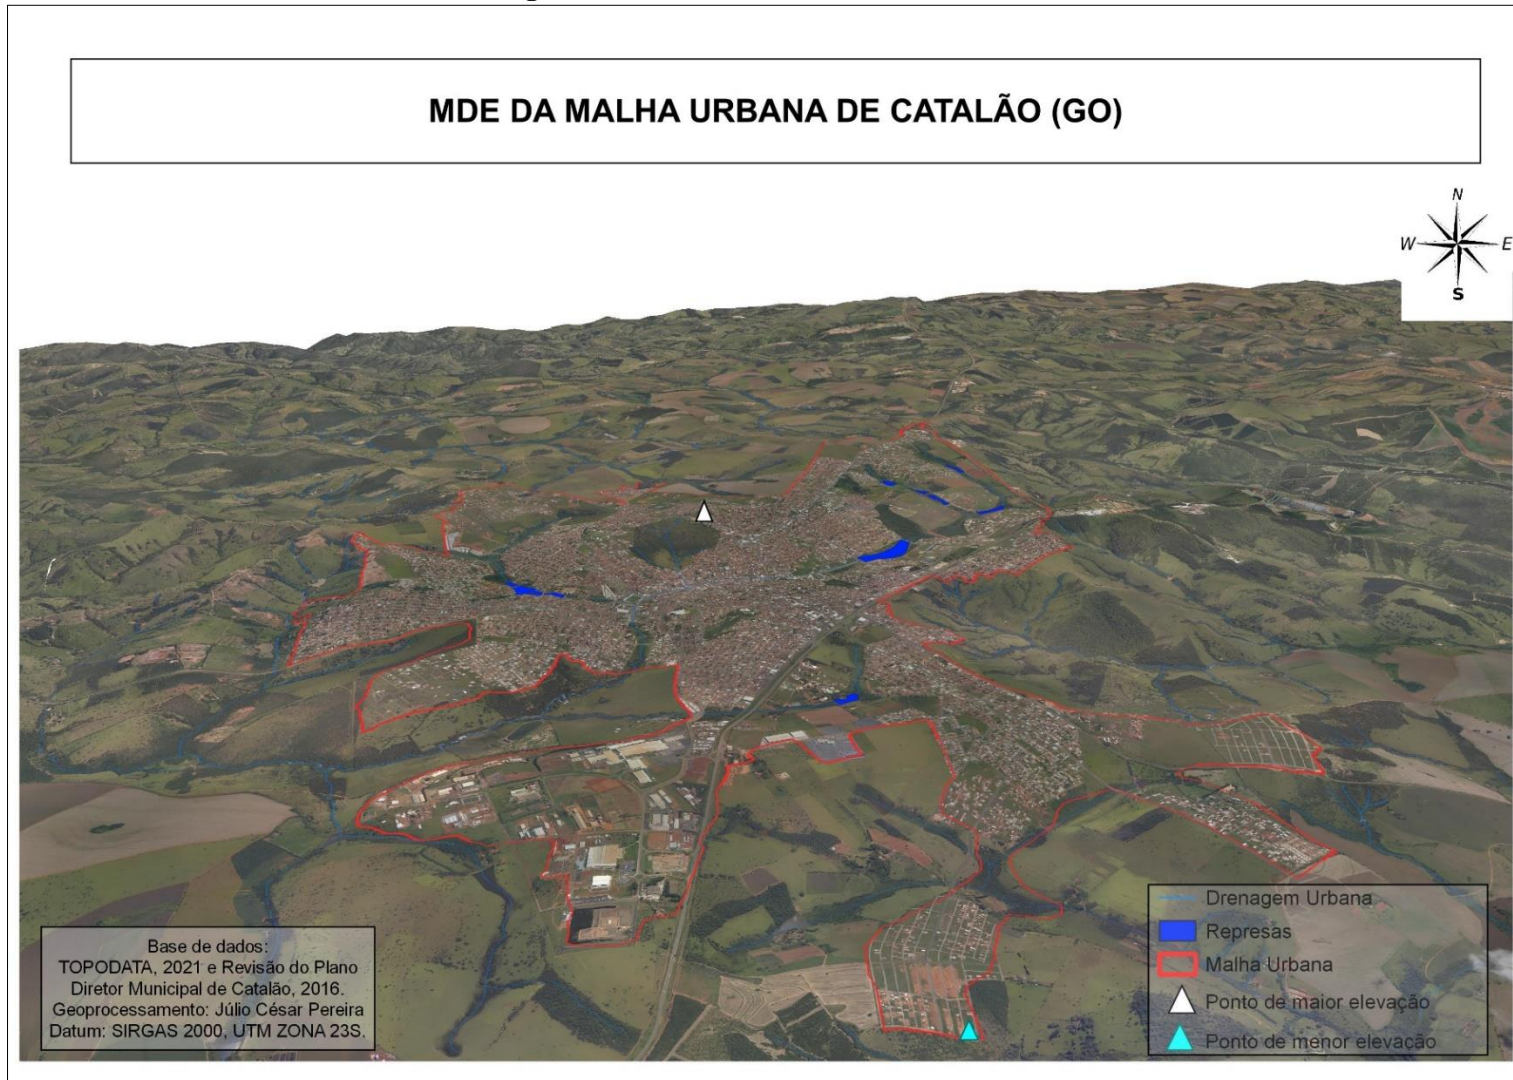 MDE DA MALHA URBANA DE CATALÃO (GO)
N
W E
S
Drenagem Urbana
Represas
Malha Urbana
Ponto de maior elevação
Ponto de menor elevação
Base de dados:
TOPODATA, 2021 e Revisão do Plano
Diretor Municipal de Catalão, 2016.
Geoprocessamento: Júlio César Pereira
Datum: SIRGAS 2000, UTM ZONA 23S.